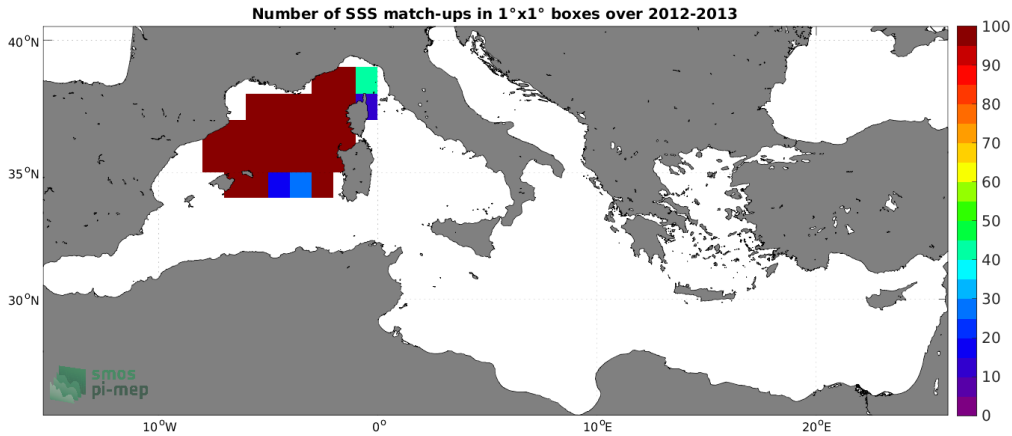 Number of SSS match-ups in 1°x1° boxes over 2012-2013
40°N
35°N
30°N
10°W
0°
10°E
20°E
100
90
80
70
60
50
40
30
20
10
0
smos
pi-mep